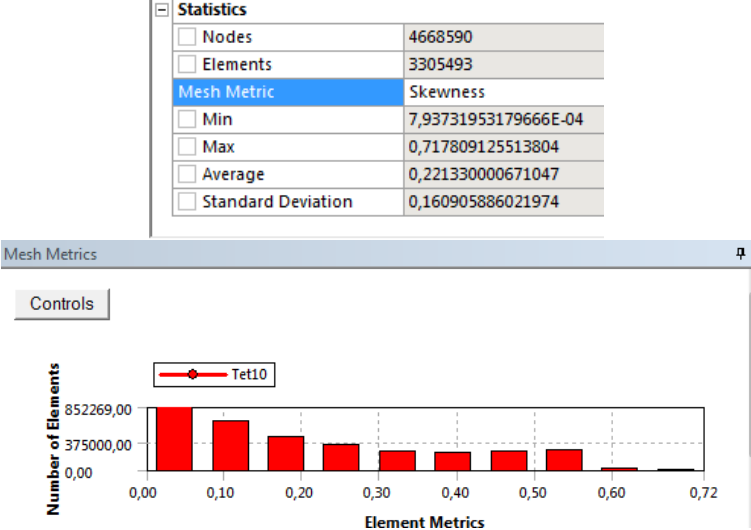 Statistics
Nodes 4668590
Elements 3305493
Mesh Metric Skewness
Min 7,93731953179666E-04
Max 0,717809125513804
Average 0,221330000671047
Standard Deviation 0,160905886021974
Mesh Metrics
Controls
Tet10
Number of Elements
852269,00
375000,00
0,00
0,00 0,10 0,20 0,30 0,40 0,50 0,60 0,72
Element Metrics